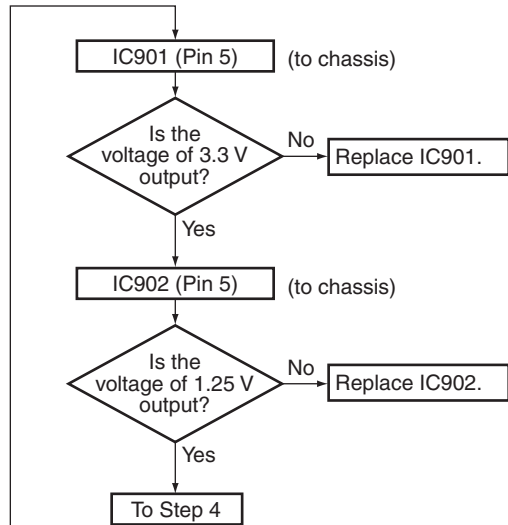 IC901 (Pin 5)
(to chassis)
Is the
voltage of 3.3 V
output?
No
Replace IC901.
Yes
IC902 (Pin 5)
(to chassis)
Is the
voltage of 1.25 V
output?
No
Replace IC902.
Yes
To Step 4